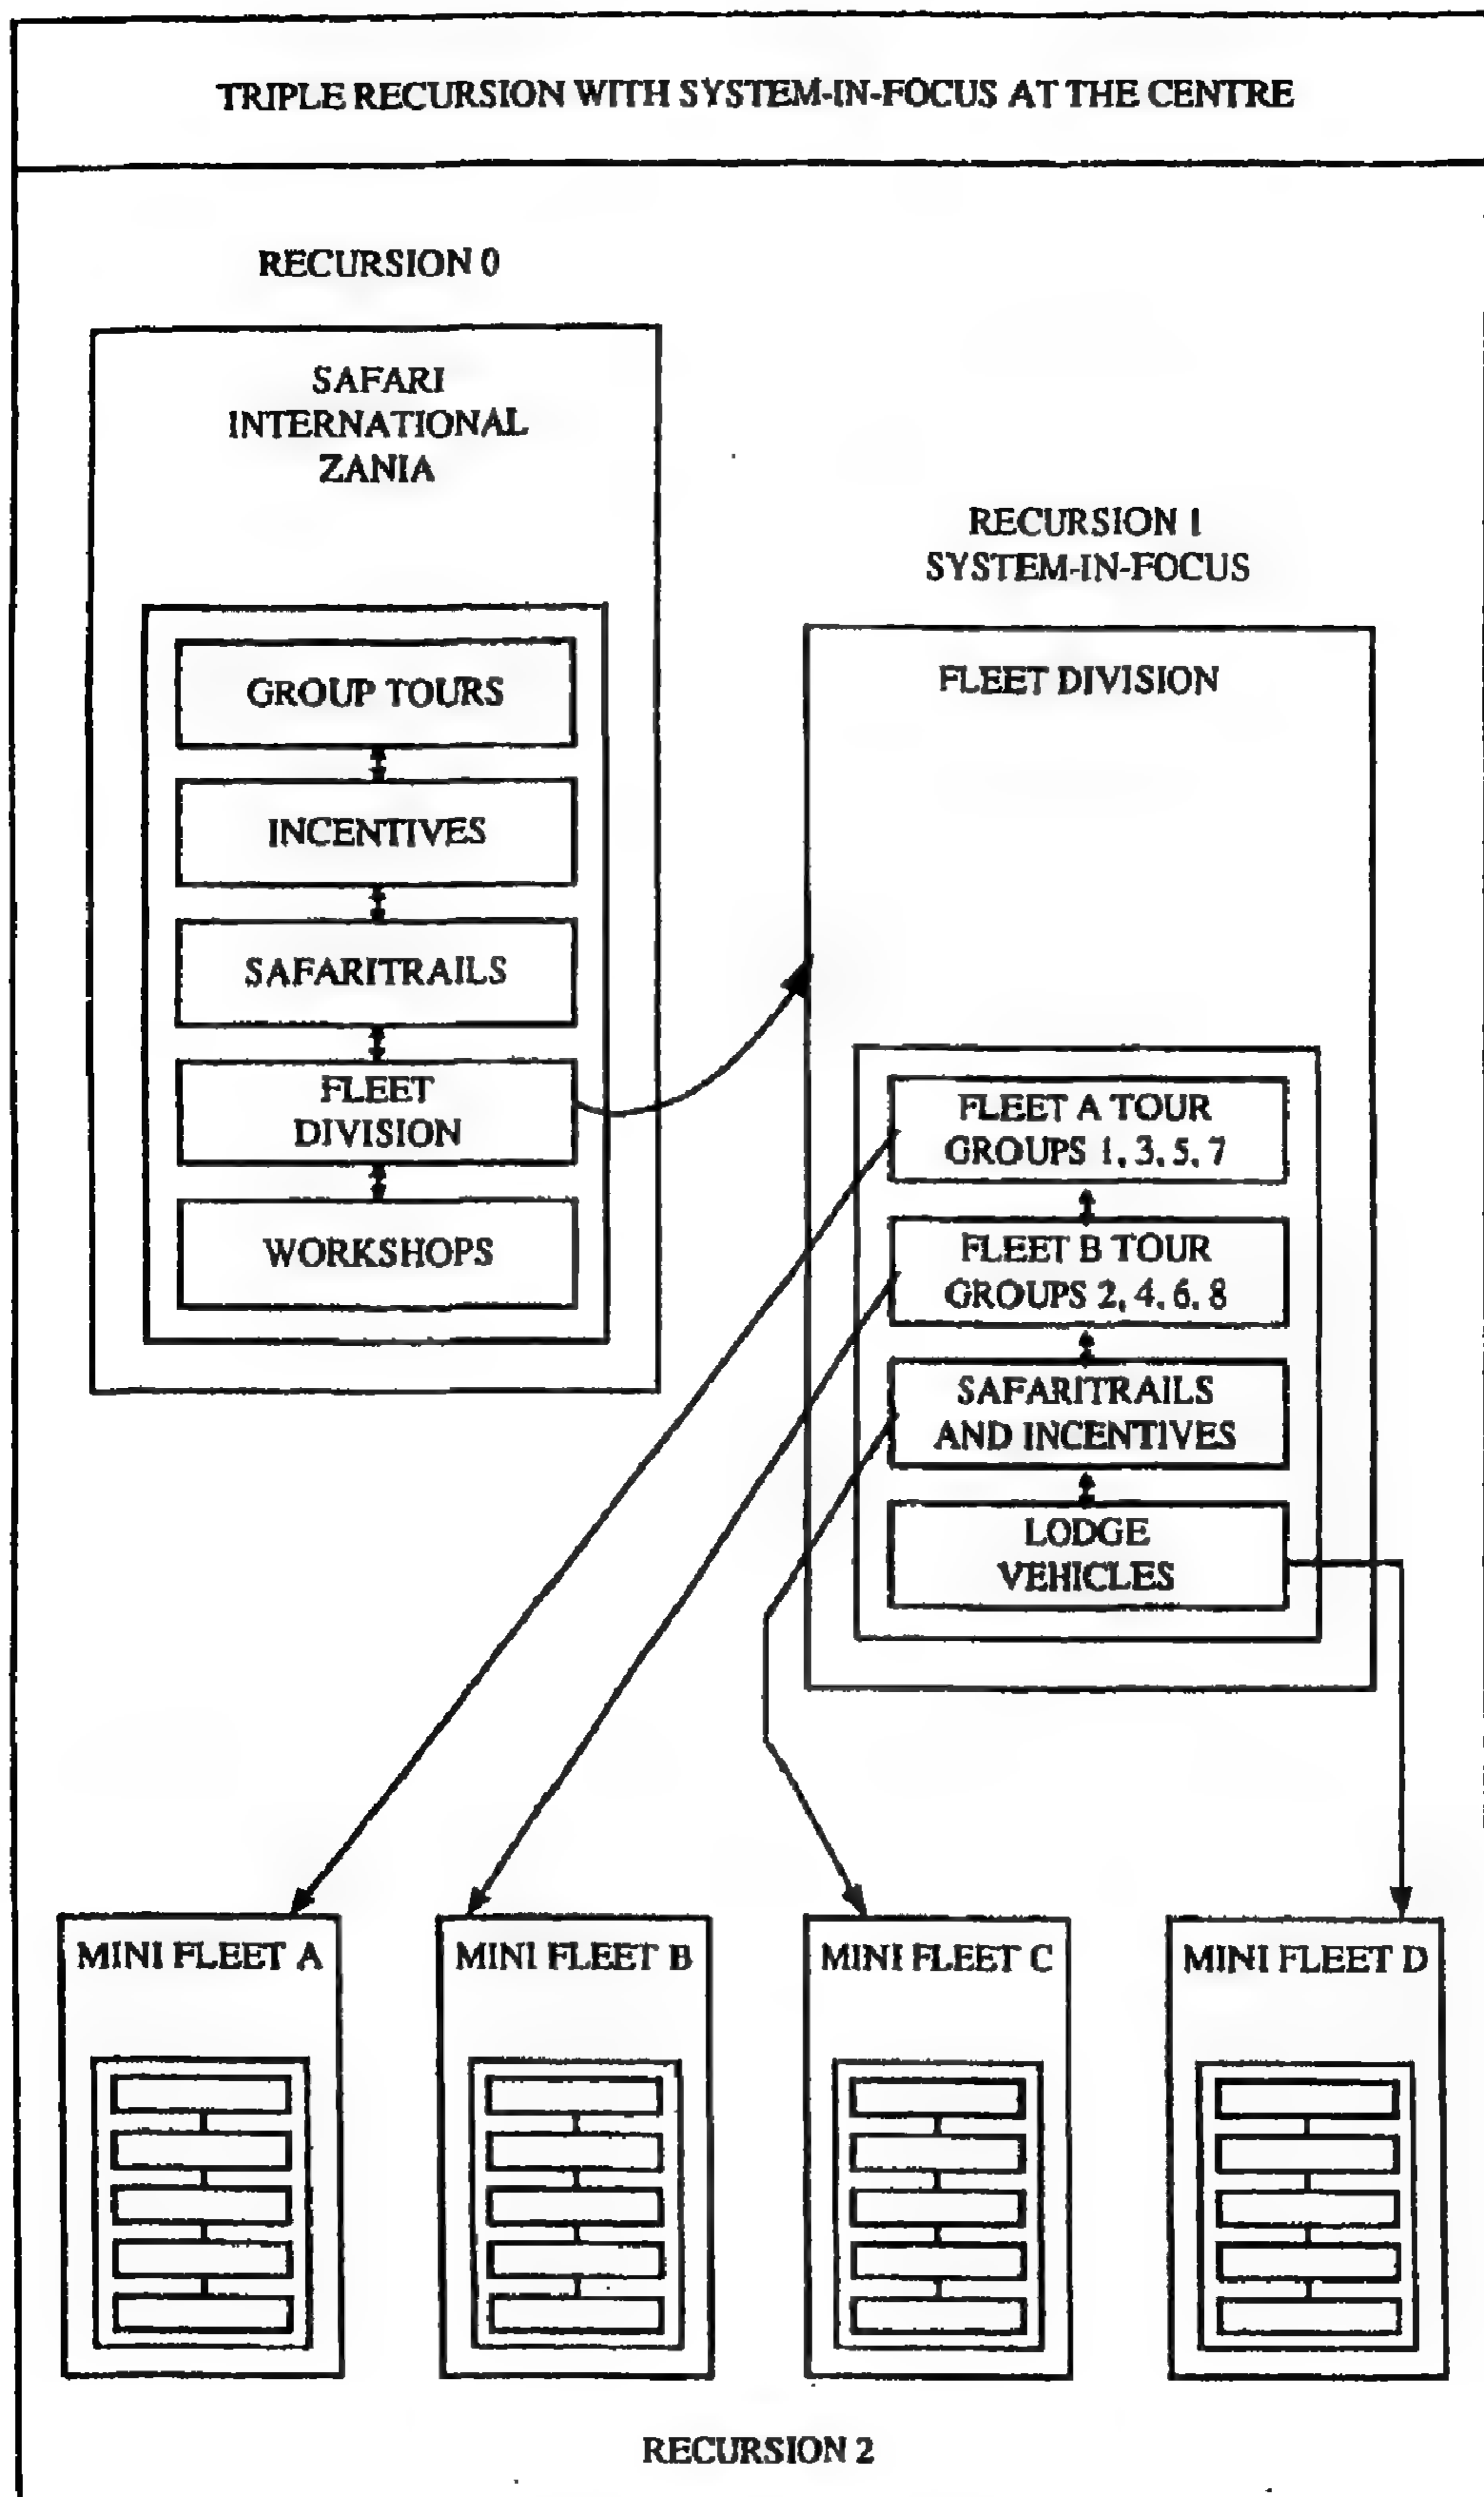 TRIPLE RECURSION WITH SYSTEM-IN-FOCUS AT THE CENTRE
RECURSION 0
SAFARI
INTERNATIONAL
ZANIA
GROUP TOURS
INCENTIVES
SAFARITRAILS
FLEET
DIVISION
WORKSHOPS
RECURSION 1
SYSTEM-IN-FOCUS
FLEET DIVISION
FLEET A TOUR
GROUPS 1, 3, 5, 7
FLEET B TOUR
GROUPS 2, 4, 6, 8
SAFARITRAILS
AND INCENTIVES
LODGE
VEHICLES
MINI FLEET A
MINI FLEET B
MINI FLEET C
MINI FLEET D
RECURSION 2